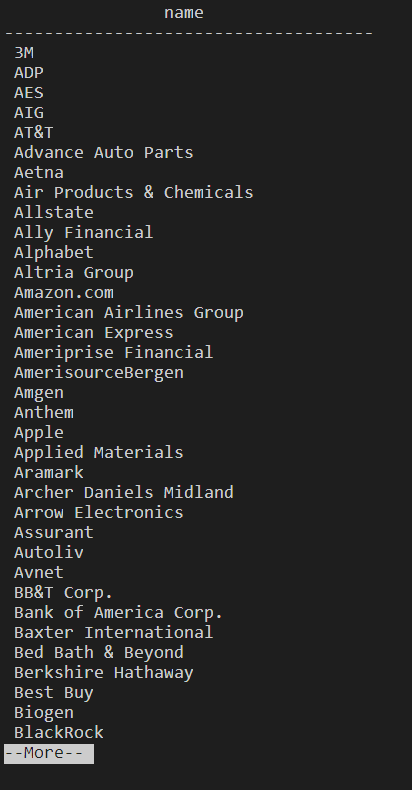 name
-------------------------------------
3M
ADP
AES
AIG
AT&T
Advance Auto Parts
Aetna
Air Products & Chemicals
Allstate
Ally Financial
Alphabet
Altria Group
Amazon.com
American Airlines Group
American Express
Ameriprise Financial
AmerisourceBergen
Amgen
Anthem
Apple
Applied Materials
Aramark
Archer Daniels Midland
Arrow Electronics
Assurant
Autoliv
Avnet
BB&T Corp.
Bank of America Corp.
Baxter International
Bed Bath & Beyond
Berkshire Hathaway
Best Buy
Biogen
BlackRock
--More--